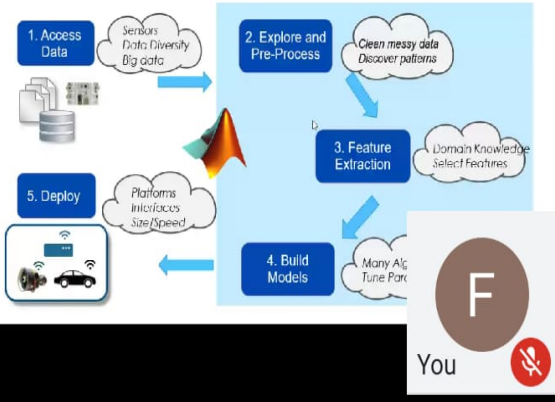 1. Access
Data
Sensors
Data Diversity
Big data
2. Explore and
Pre-Process
Clean messy data
Discover patterns
3. Feature
Extraction
Domain Knowledge
Select Features
4. Build
Models
Many
Tune
5. Deploy
Platforms
Interfaces
Size/Speed
F
You